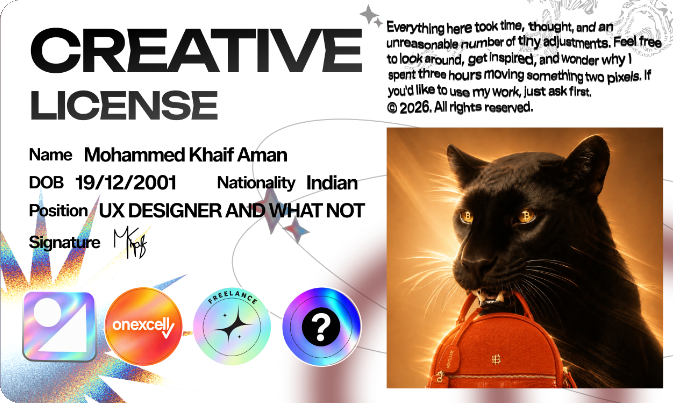 CREATIVE
LICENSE
Name Mohammed Khaif Aman
DOB 19/12/2001 Nationality Indian
Position UX DESIGNER AND WHAT NOT
Signature
onexcell
FREELANCE
?
Everything here took time, thought, and an
unreasonable number of tiny adjustments. Feel free
to look around, get inspired, and wonder why I
spent three hours moving something two pixels. If
you'd like to use my work, just ask first.
© 2026. All rights reserved.